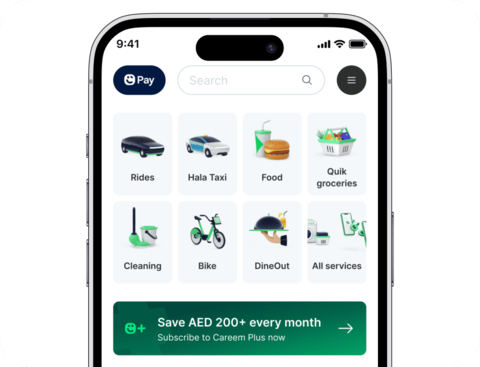 9:41
Pay
Search
Rides
Hala Taxi
Food
Quik
groceries
Cleaning
Bike
DineOut
All services
Save AED 200+ every month
Subscribe to Careem Plus now